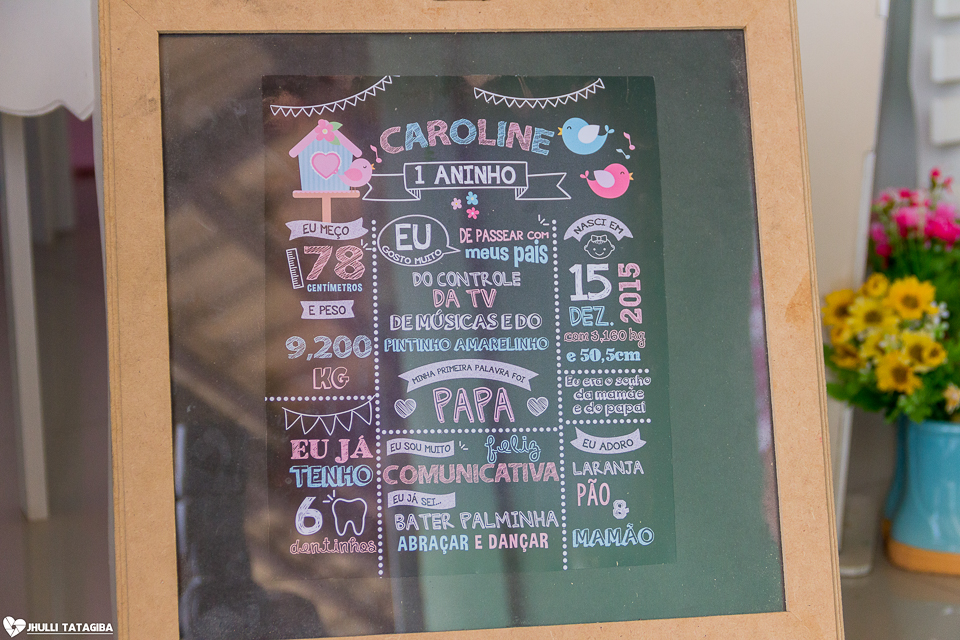 CAROLINE
1 ANINHO
EU MEÇO
78
CENTÍMETROS
E PESO
9,200
KG
EU JÁ
TENHO
6
dentinhos
EU
GOSTO MUITO
DE PASSEAR COM
meus pais
DO CONTROLE
DA TV
DE MÚSICAS E DO
PINTINHO AMARELINHO
MINHA PRIMEIRA PALAVRA FOI
PAPA
EU SOU MUITO
feliz
COMUNICATIVA
EU JÁ SEI...
BATER PALMINHA
ABRAÇAR E DANÇAR
NASCI EM
15
DEZ.
2015
com 3,160 kg
e 50,5cm
Eu era o sonho
da mamãe
e do papai
EU ADORO
LARANJA
PÃO
&
MAMÃO
JHULLI TATAGIBA